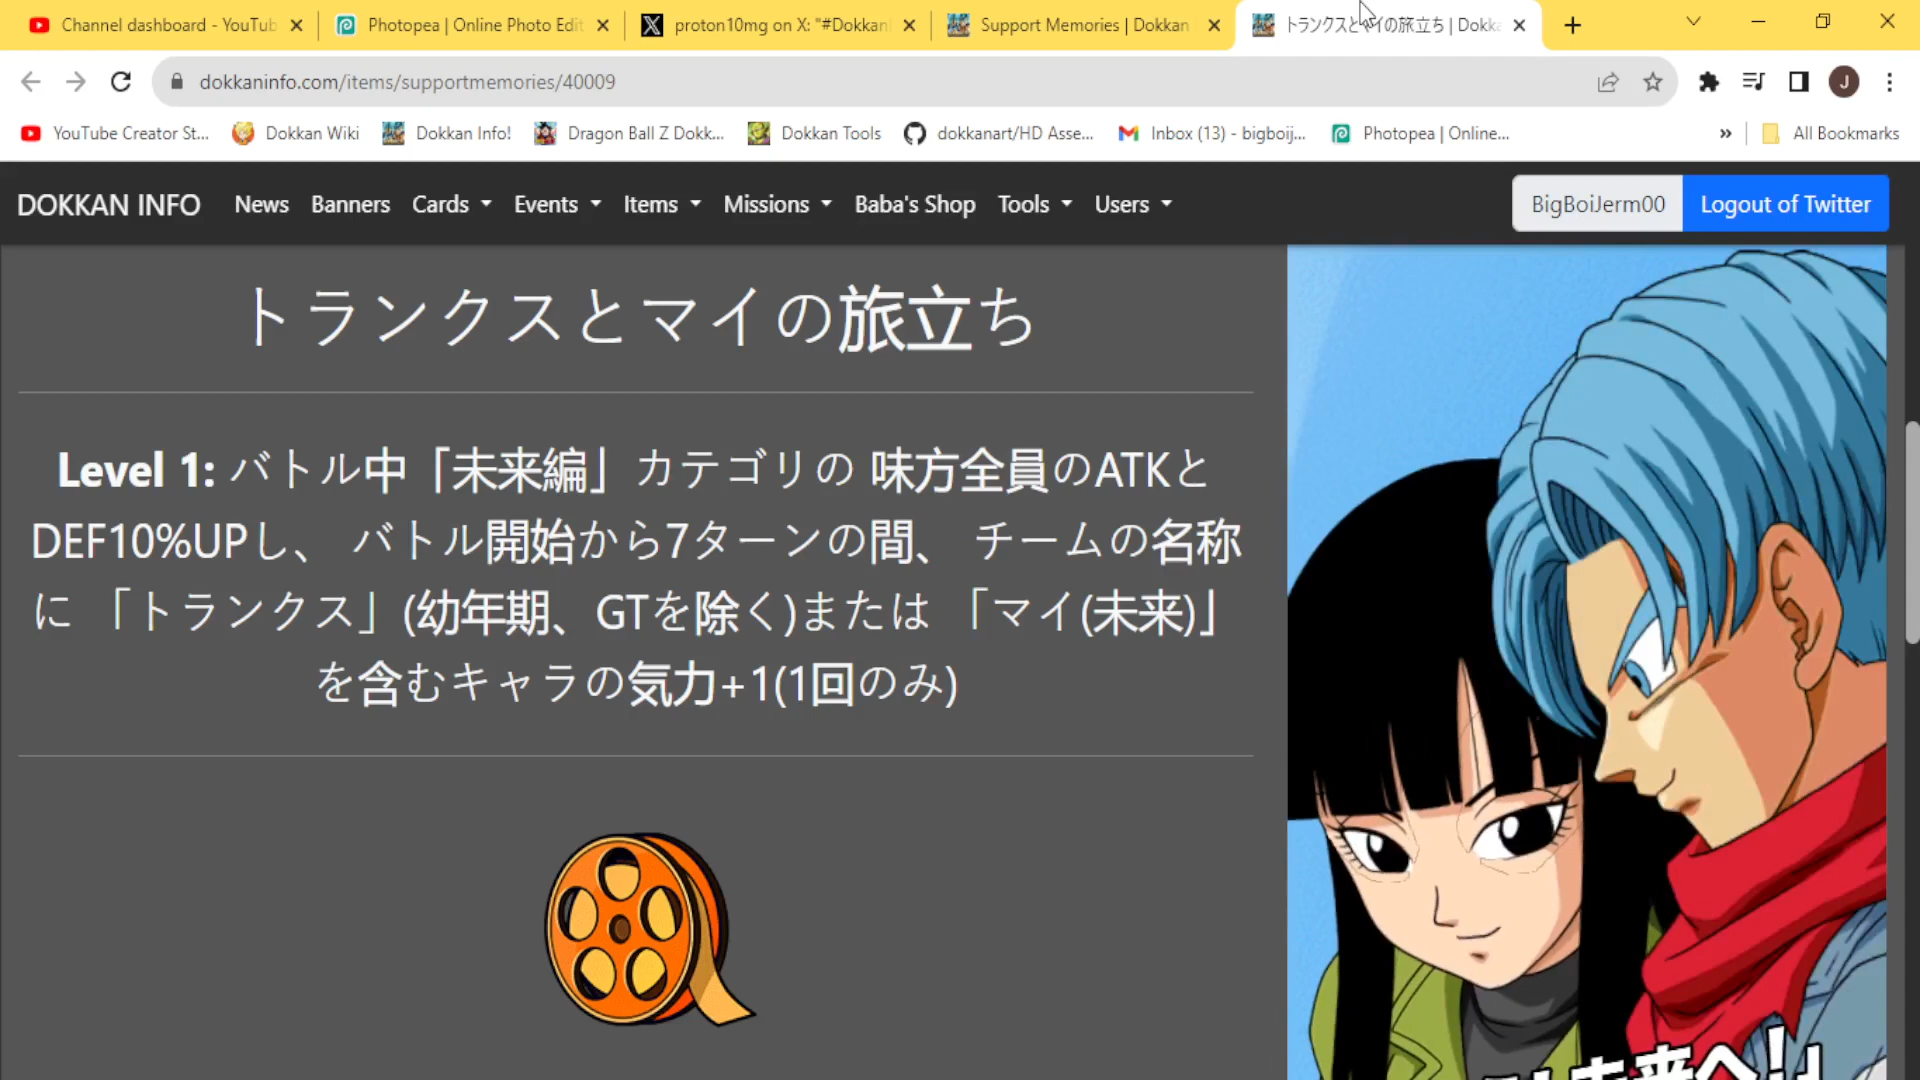 Channel dashboard - YouTub
Photopea | Online Photo Edit
proton10mg on X: "#Dokkan
Support Memories | Dokkan
トランクスとマイの旅立ち | Dokka
dokkaninfo.com/items/supportmemories/40009
J
YouTube Creator St...
Dokkan Wiki
Dokkan Info!
Dragon Ball Z Dokk...
Dokkan Tools
dokkanart/HD Asse...
Inbox (13) - bigboij...
Photopea | Online...
»
All Bookmarks
DOKKAN INFO
News
Banners
Cards
Events
Items
Missions
Baba's Shop
Tools
Users
BigBoiJerm00
Logout of Twitter
トランクスとマイの旅立ち
Level 1: バトル中「未来編」カテゴリの 味方全員のATKと
DEF10%UPし、 バトル開始から7ターンの間、 チームの名称
に 「トランクス」(幼年期、GTを除く)または 「マイ(未来)」
を含むキャラの気力+1(1回のみ)
未来へ!!